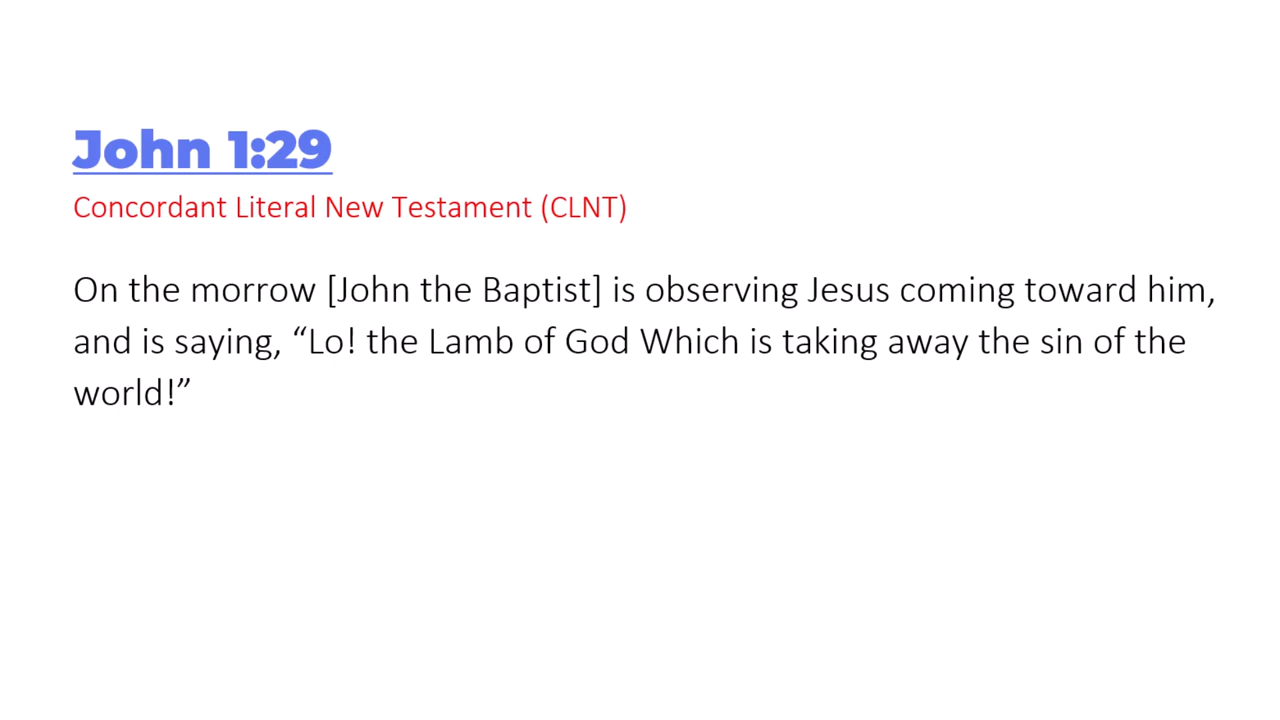 John 1:29
Concordant Literal New Testament (CLNT)
On the morrow [John the Baptist] is observing Jesus coming toward him,
and is saying, “Lo! the Lamb of God Which is taking away the sin of the
world!”